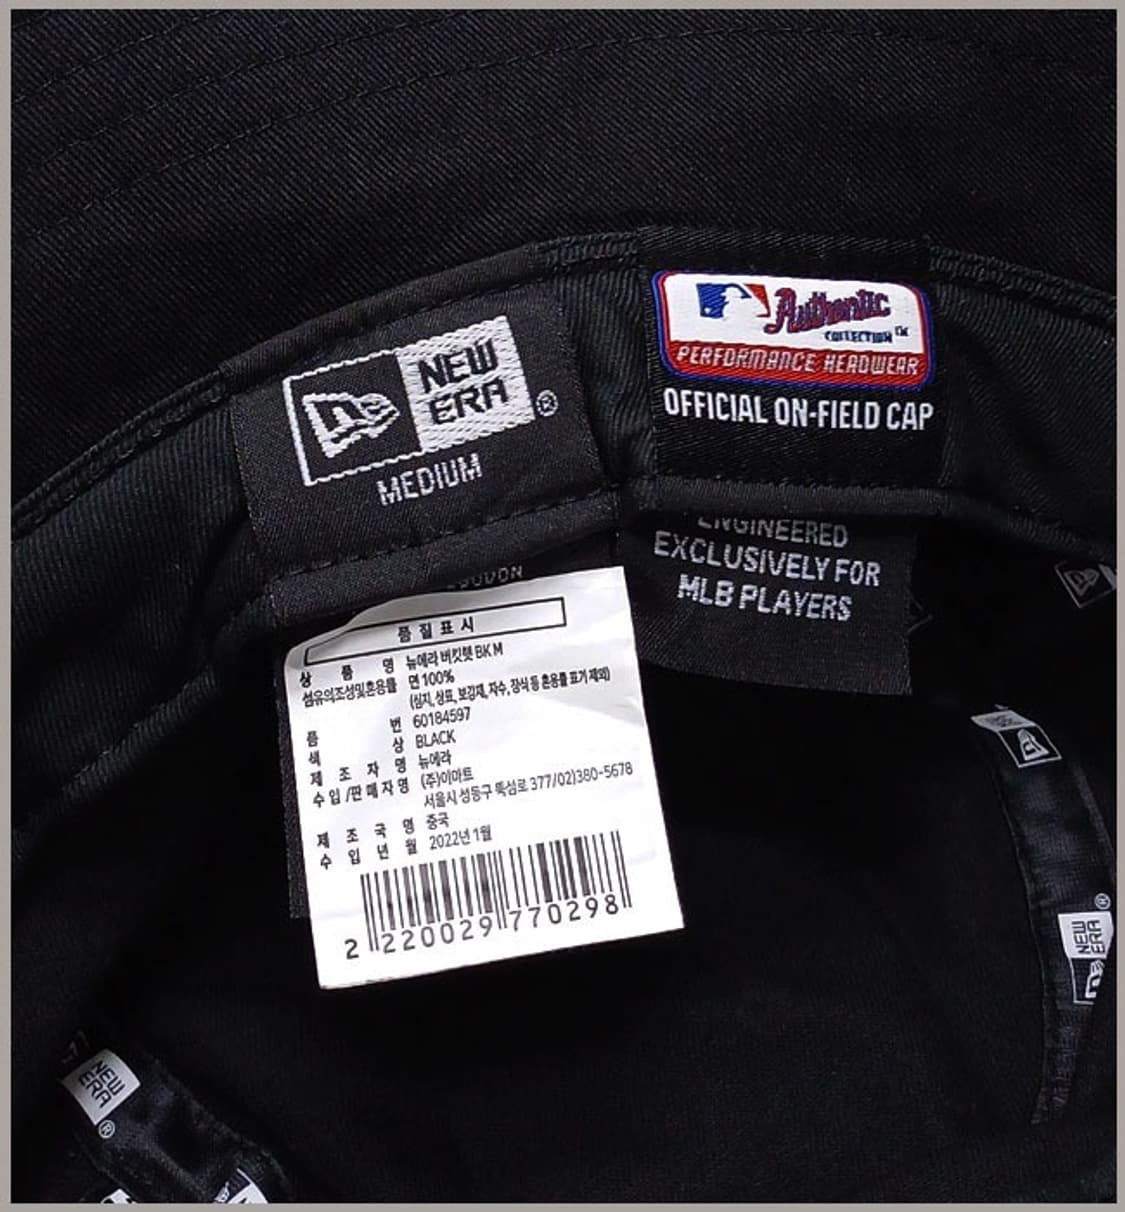 NEW
ERA
®
MEDIUM
Authentic
COLLECTION ™
PERFORMANCE HEADWEAR
OFFICIAL ON-FIELD CAP
ENGINEERED
EXCLUSIVELY FOR
MLB PLAYERS
품질표시
상품명 뉴에라 버킷햇 BK M
섬유의조성및혼용률 면 100%
(심지, 상표, 보강재, 자수, 장식 등 혼용률 표기 제외)
품번 60184597
색상 BLACK
제조자명 뉴에라
수입/판매자명 (주)이마트
서울시 성동구 뚝섬로 377/02)380-5678
제조국명 중국
수입년월 2022년 1월
2 220029 770298
NEW
ERA
®
NEW
ERA
®